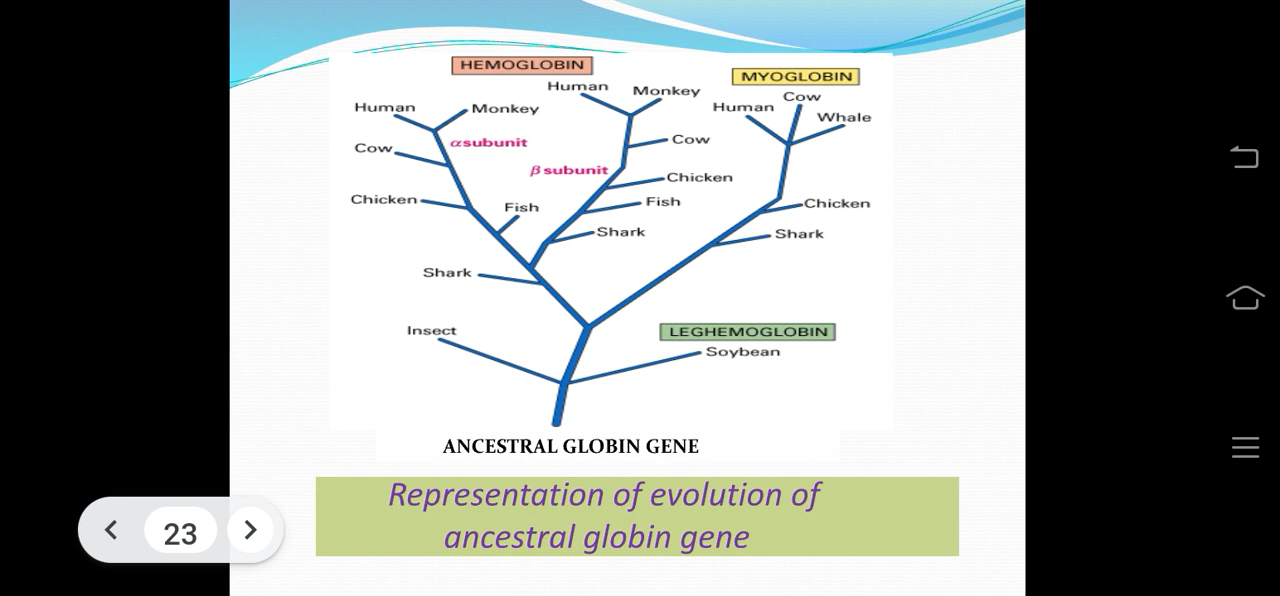 HEMOGLOBIN
MYOGLOBIN
Human
Monkey
α subunit
Cow
Chicken
Fish
Shark
Insect
Human
Monkey
Cow
β subunit
Chicken
Fish
Shark
Human
Cow
Whale
Chicken
Shark
LEGHEMOGLOBIN
Soybean
ANCESTRAL GLOBIN GENE
Representation of evolution of
ancestral globin gene
23